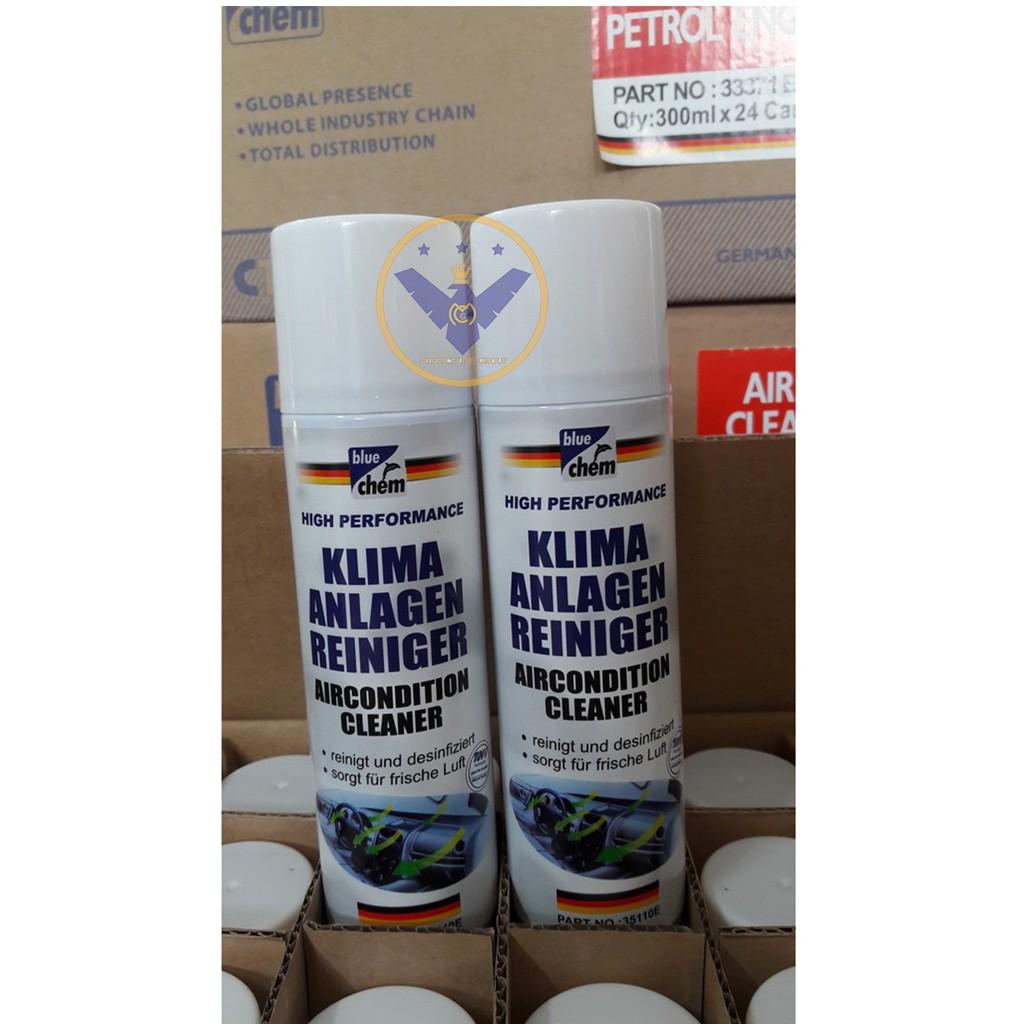 chem
• GLOBAL PRESENCE
• WHOLE INDUSTRY CHAIN
• TOTAL DISTRIBUTION
PETROL
PART NO : 33371 E
Qty:300ml x 24
GERMAN
AIR
blue
chem
HIGH PERFORMANCE
KLIMA
ANLAGEN
REINIGER
AIRCONDITION
CLEANER
• reinigt und desinfiziert
• sorgt für frische Luft
TÜV
blue
chem
HIGH PERFORMANCE
KLIMA
ANLAGEN
REINIGER
AIRCONDITION
CLEANER
• reinigt und desinfiziert
• sorgt für frische Luft
PART NO :35110E